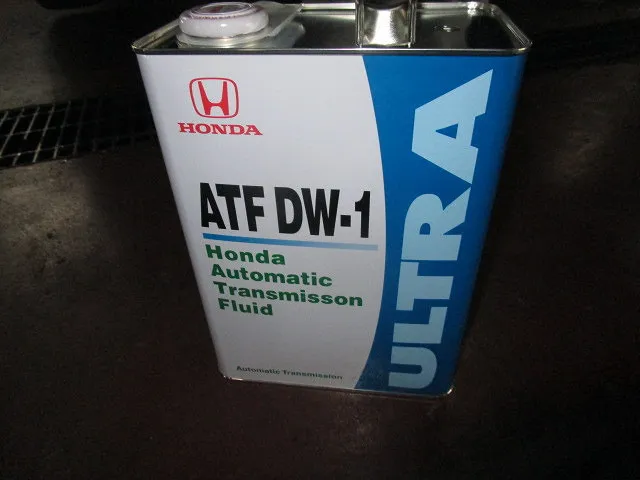 HONDA
ATF DW-1
Honda
Automatic
Transmisson
Fluid
Automatic Transmission
ULTRA